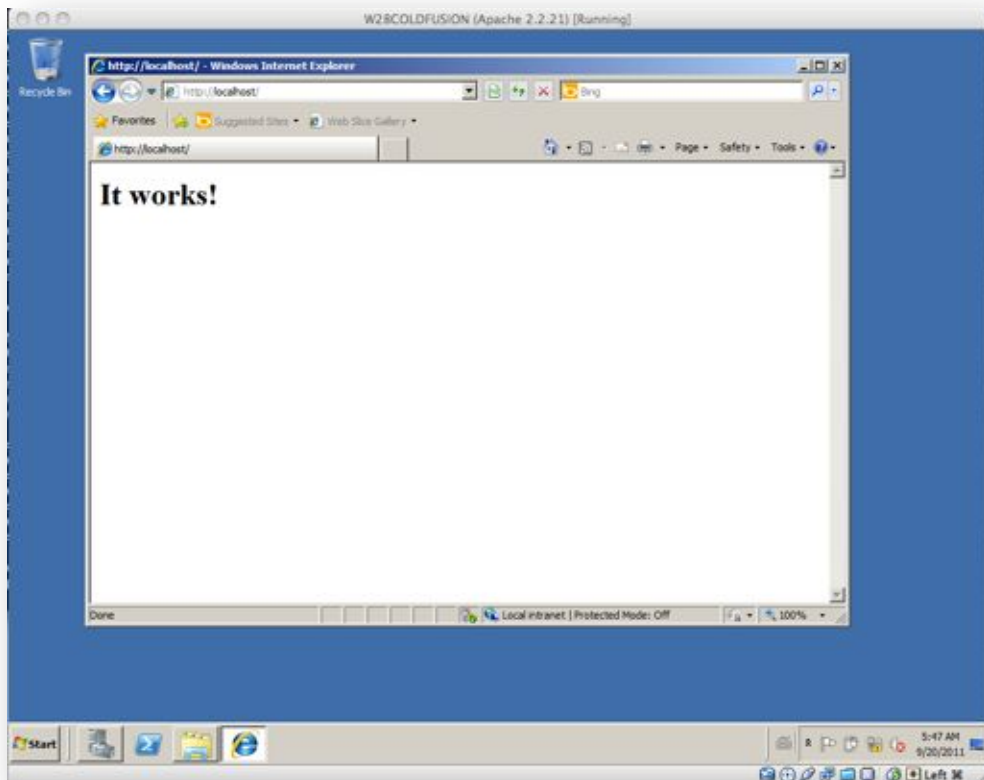 W28COLDFUSION (Apache 2.2.21) [Running]
Recycle Bin
http://localhost/ - Windows Internet Explorer
http://localhost/
Bing
Favorites Suggested Sites Web Slice Gallery
http://localhost/
Page Safety Tools
It works!
Done
Local intranet | Protected Mode: Off
100%
Start
5:47 AM
9/20/2011
Left ⌘